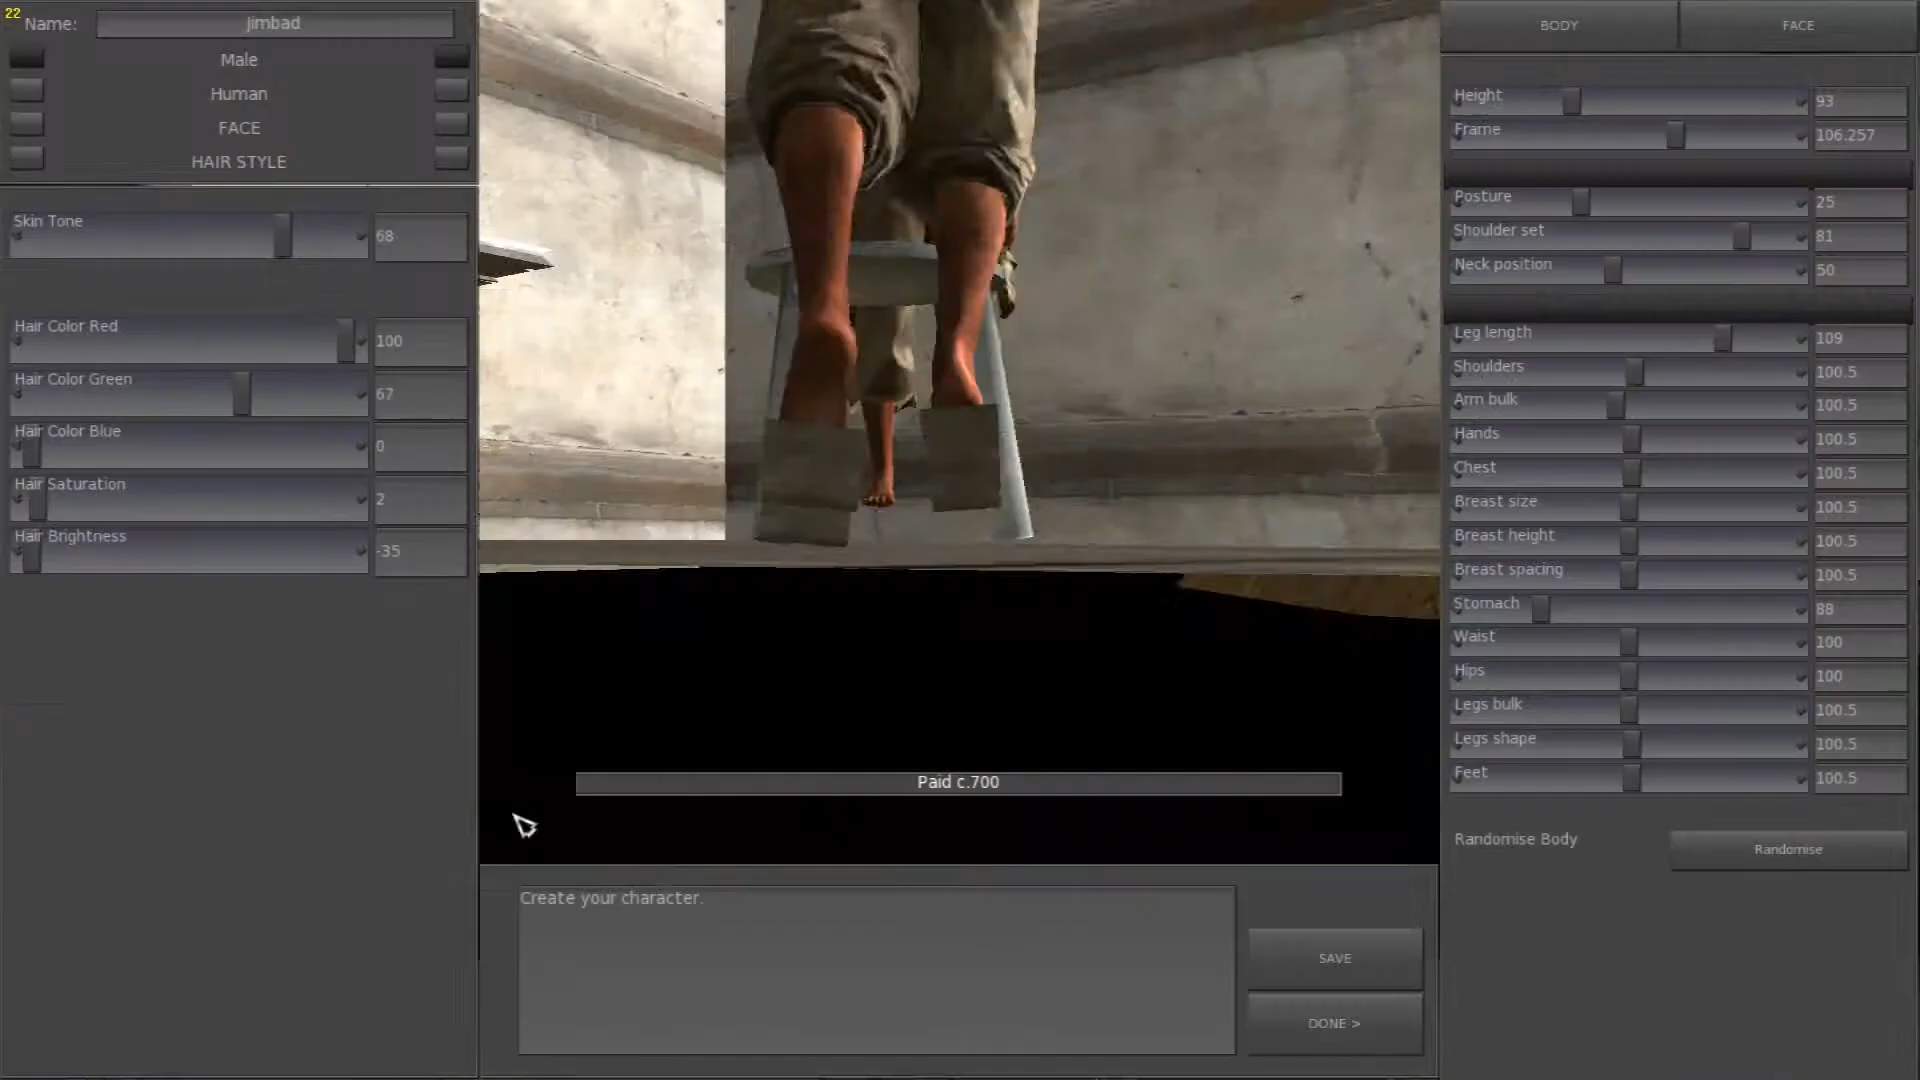 22
Name: Jimbad
Male
Human
FACE
HAIR STYLE
Skin Tone 68
Hair Color Red 100
Hair Color Green 67
Hair Color Blue 0
Hair Saturation 2
Hair Brightness -35
BODY FACE
Height 93
Frame 106.257
Posture 25
Shoulder set 81
Neck position 50
Leg length 109
Shoulders 100.5
Arm bulk 100.5
Hands 100.5
Chest 100.5
Breast size 100.5
Breast height 100.5
Breast spacing 100.5
Stomach 88
Waist 100
Hips 100
Legs bulk 100.5
Legs shape 100.5
Feet 100.5
Randomise Body Randomise
Paid c.700
Create your character.
SAVE
DONE >